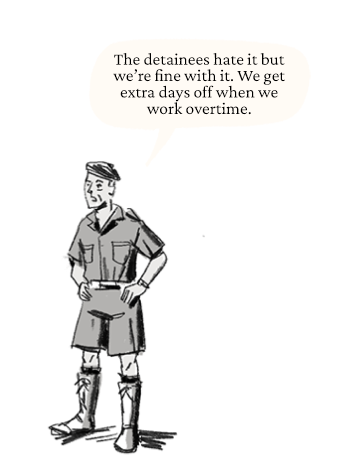 The detainees hate it but
we’re fine with it. We get
extra days off when we
work overtime.